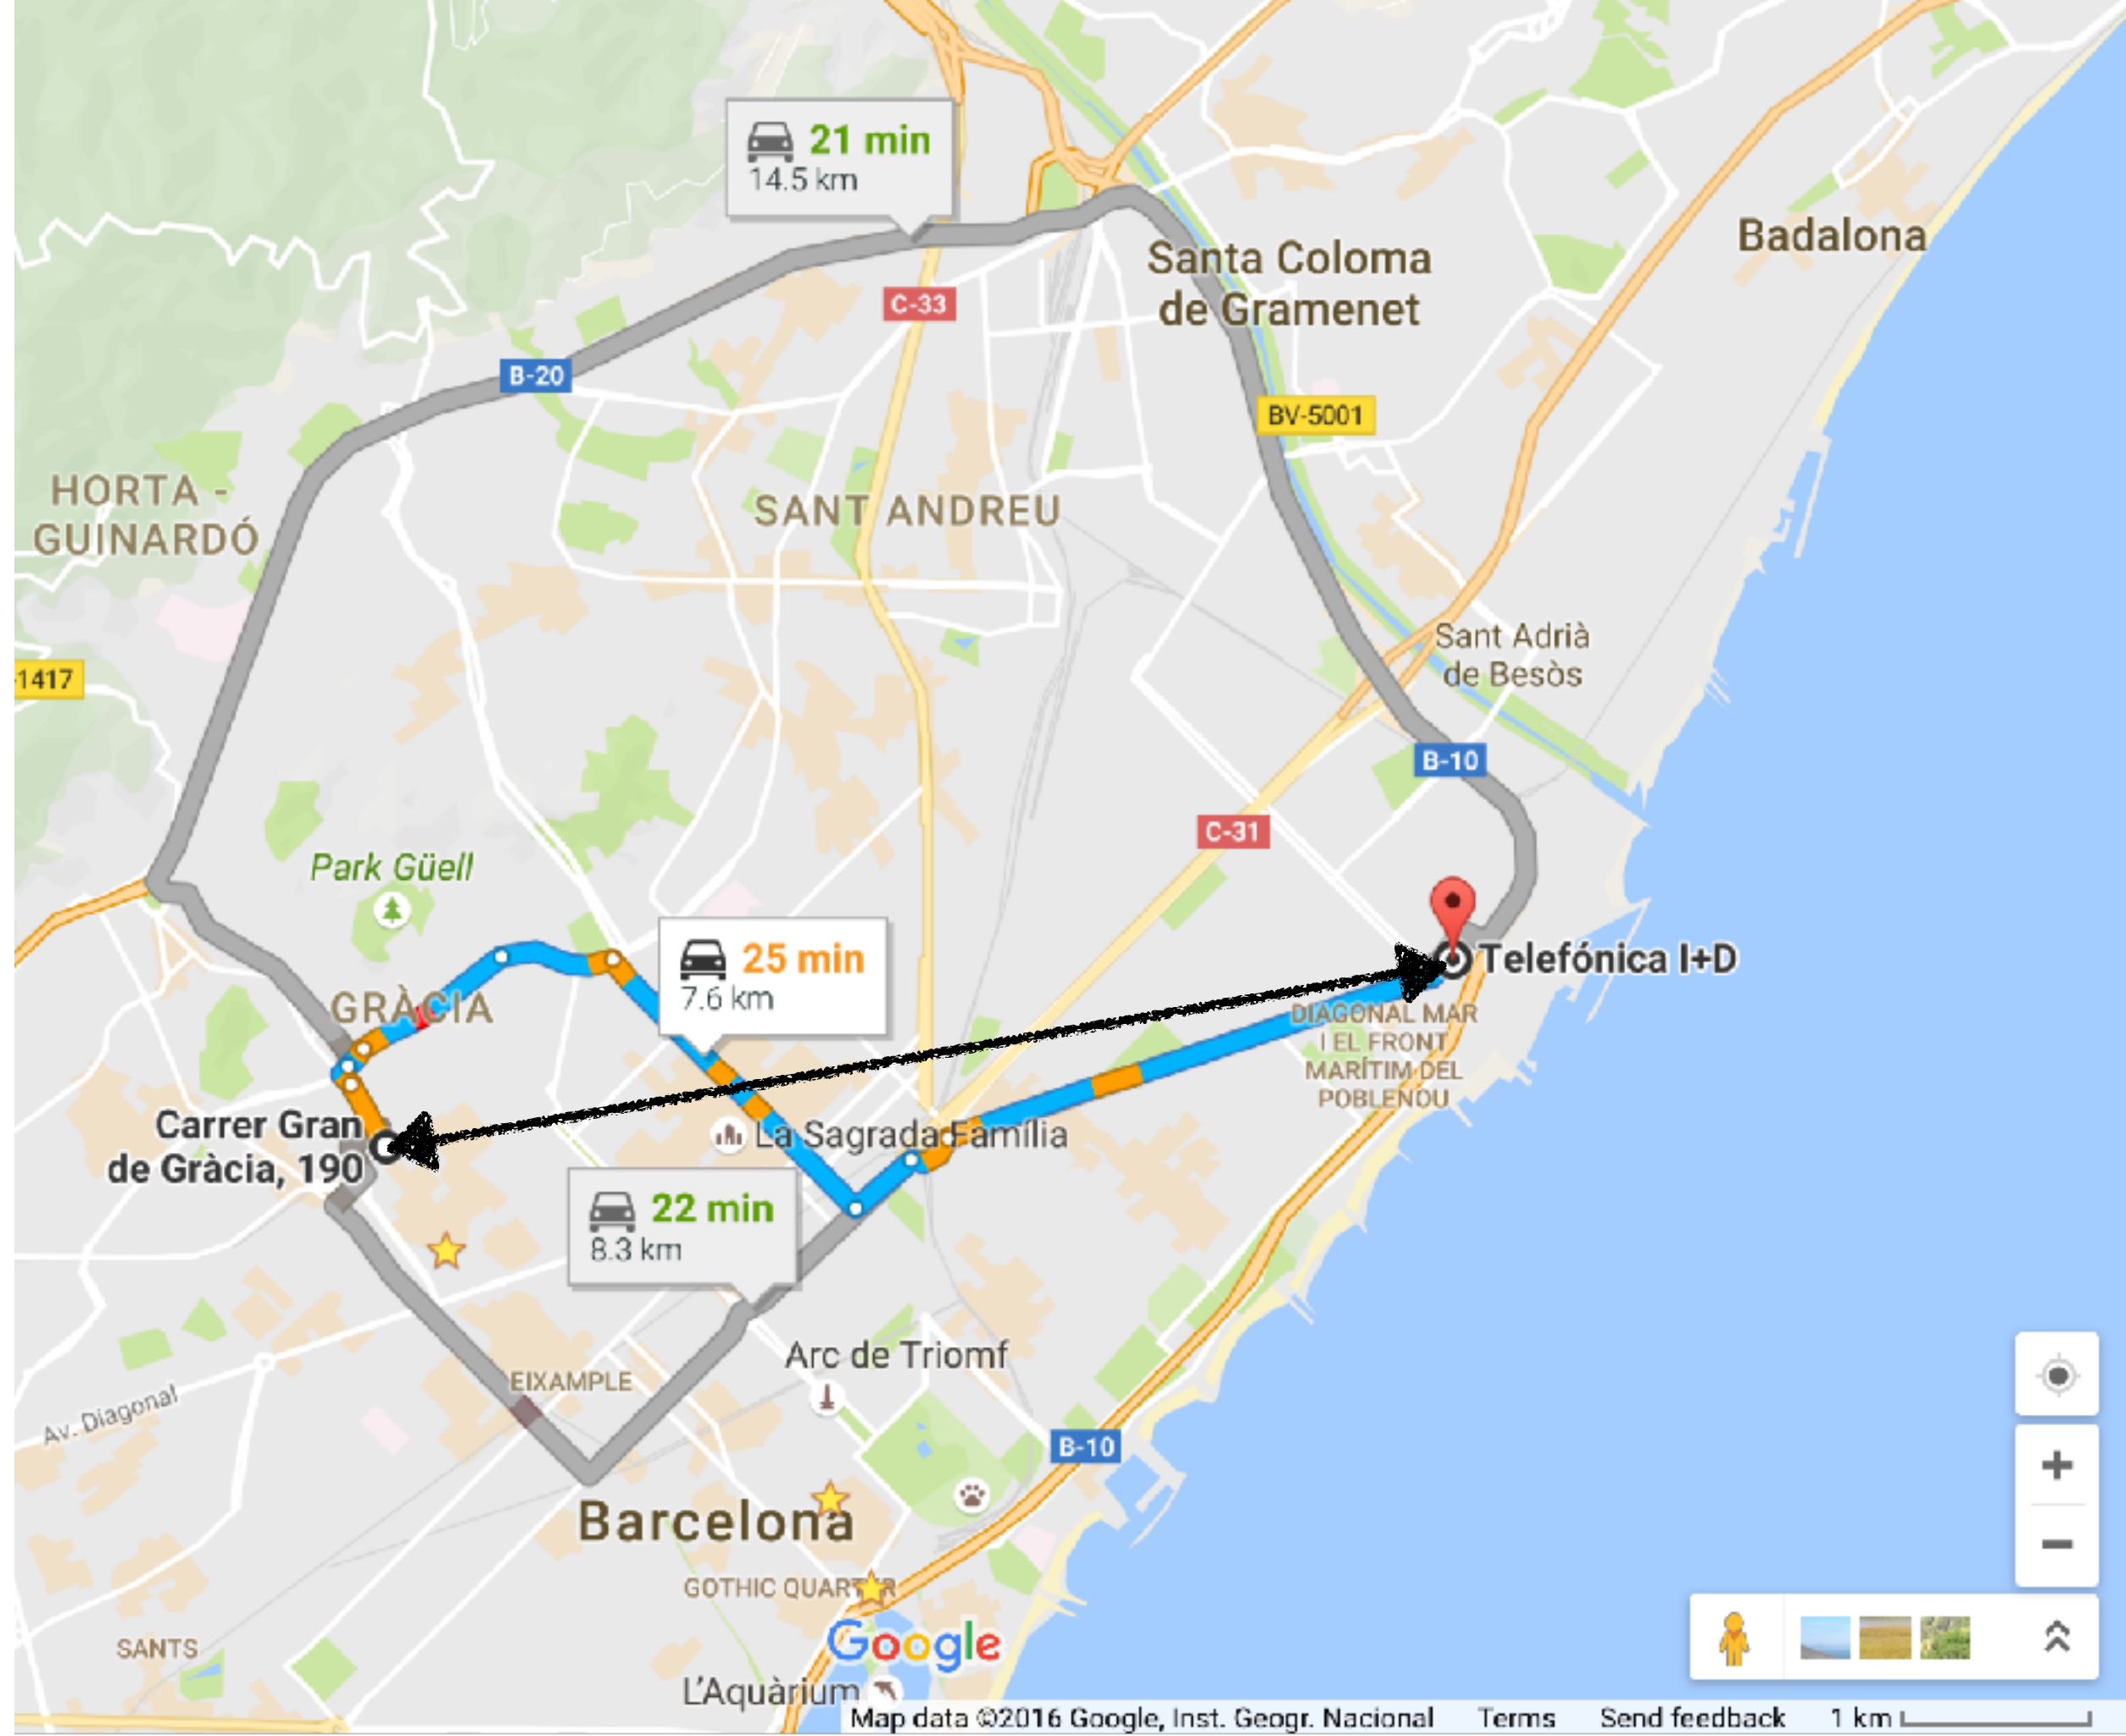 21 min
14.5 km
Badalona
Santa Coloma
de Gramenet
C-33
B-20
BV-5001
HORTA -
GUINARDÓ
SANT ANDREU
Sant Adrià
de Besòs
-1417
B-10
C-31
Park Güell
25 min
7.6 km
Telefónica I+D
GRÀCIA
DIAGONAL MAR
I EL FRONT
MARÍTIM DEL
POBLENOU
Carrer Gran
de Gràcia, 190
La Sagrada Família
22 min
8.3 km
Arc de Triomf
EIXAMPLE
Av. Diagonal
B-10
Barcelona
GOTHIC QUARTER
SANTS
Google
L'Aquàrium
Map data ©2016 Google, Inst. Geogr. Nacional Terms Send feedback 1 km